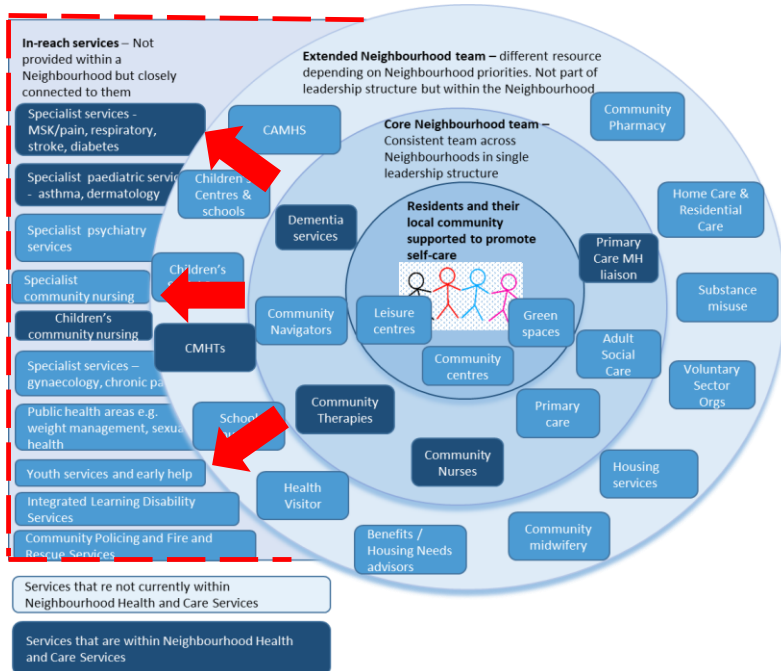 In-reach services – Not
provided within a
Neighbourhood but closely
connected to them
Specialist services -
MSK/pain, respiratory,
stroke, diabetes
Specialist paediatric
- asthma, dermatology
Specialist psychiatry
services
Specialist
community nursing
Children's
community nursing
Specialist services –
gynaecology, chronic
Public health areas e.g.
weight management,
health
Youth services and early help
Integrated Learning Disability
Services
Community Policing and Fire and
Rescue Services
Extended Neighbourhood team – different resource
depending on Neighbourhood priorities. Not part of
leadership structure but within the Neighbourhood
CAMHS
Community
Pharmacy
Children's
Centres &
schools
Home Care &
Residential
Care
Children's
Substance
misuse
CMHTs
Voluntary
Sector
Orgs
School
Housing
services
Health
Visitor
Community
midwifery
Benefits /
Housing Needs
advisors
Core Neighbourhood team –
Consistent team across
Neighbourhoods in single
leadership structure
Dementia
services
Primary
Care MH
liaison
Community
Navigators
Adult
Social
Care
Community
Therapies
Primary
care
Community
Nurses
Residents and their
local community
supported to promote
self-care
Leisure
centres
Green
spaces
Community
centres
Services that re not currently within
Neighbourhood Health and Care Services
Services that are within Neighbourhood Health
and Care Services